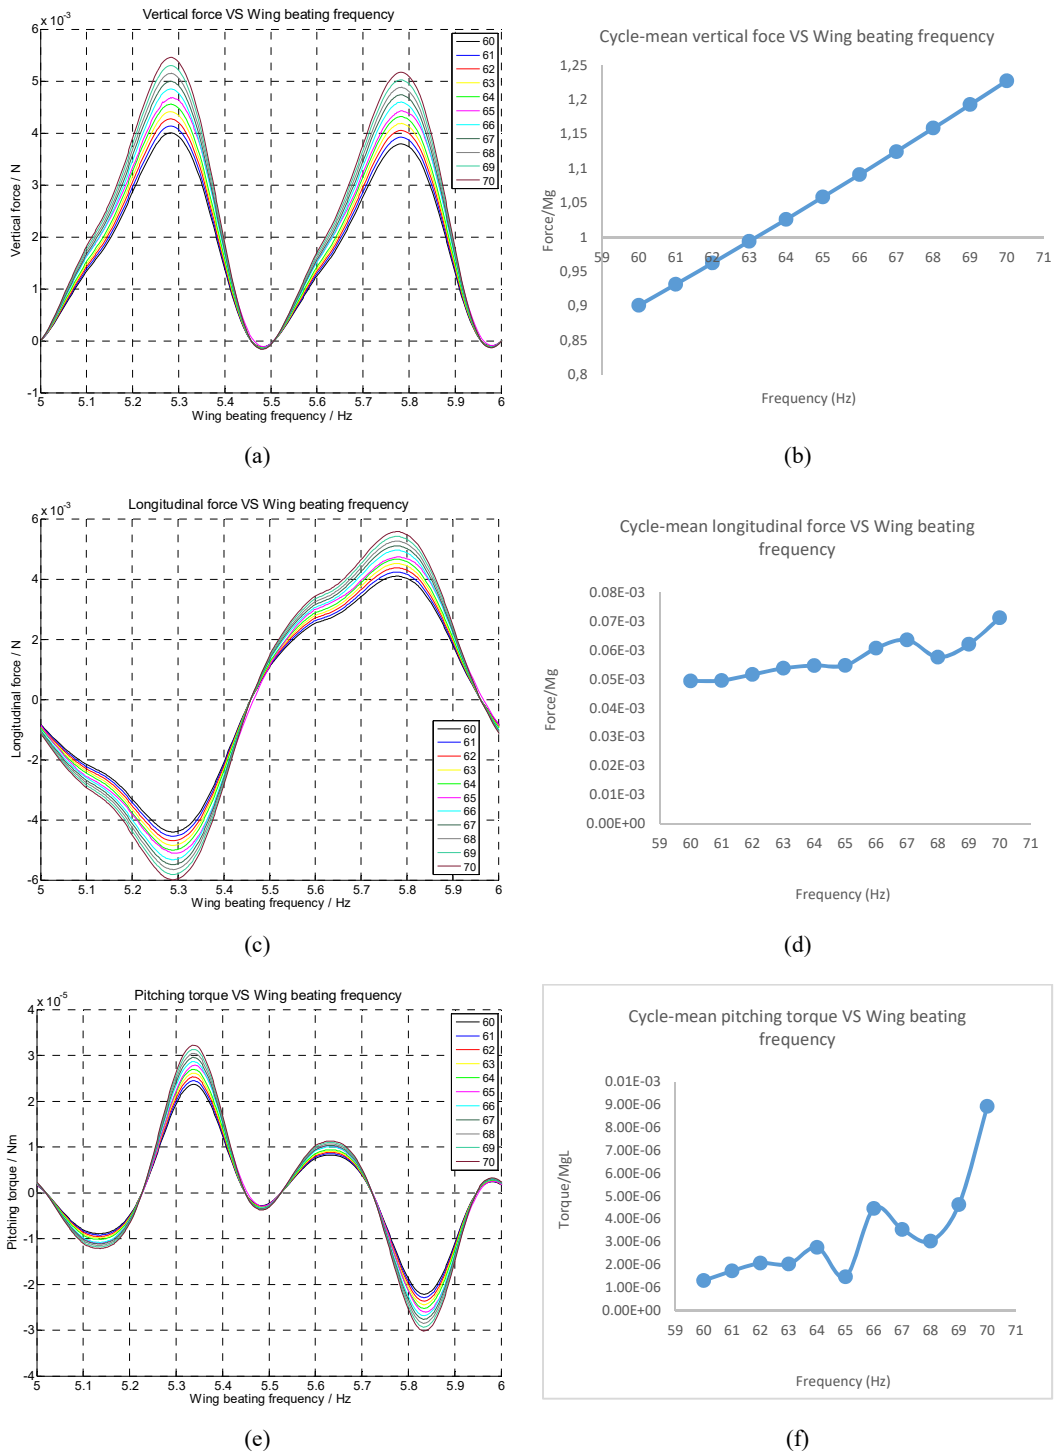 Vertical force VS Wing beating frequency
x 10-3
6
5
4
3
2
1
0
-1
Vertical force / N
5 5.1 5.2 5.3 5.4 5.5 5.6 5.7 5.8 5.9 6
Wing beating frequency / Hz
60
61
62
63
64
65
66
67
68
69
70
(a)
Cycle-mean vertical foce VS Wing beating frequency
1,25
1,2
1,15
1,1
1,05
1
0,95
0,9
0,85
0,8
Force/Mg
59 60 61 62 63 64 65 66 67 68 69 70 71
Frequency (Hz)
(b)
Longitudinal force VS Wing beating frequency
x 10-3
6
4
2
0
-2
-4
-6
Longitudinal force / N
5 5.1 5.2 5.3 5.4 5.5 5.6 5.7 5.8 5.9 6
Wing beating frequency / Hz
60
61
62
63
64
65
66
67
68
69
70
(c)
Cycle-mean longitudinal force VS Wing beating
frequency
0.08E-03
0.07E-03
0.06E-03
0.05E-03
0.04E-03
0.03E-03
0.02E-03
0.01E-03
0.00E+00
Force/Mg
59 60 61 62 63 64 65 66 67 68 69 70 71
Frequency (Hz)
(d)
Pitching torque VS Wing beating frequency
x 10-5
4
3
2
1
0
-1
-2
-3
-4
Pitching torque / Nm
5 5.1 5.2 5.3 5.4 5.5 5.6 5.7 5.8 5.9 6
Wing beating frequency / Hz
60
61
62
63
64
65
66
67
68
69
70
(e)
Cycle-mean pitching torque VS Wing beating
frequency
0.01E-03
9.00E-06
8.00E-06
7.00E-06
6.00E-06
5.00E-06
4.00E-06
3.00E-06
2.00E-06
1.00E-06
0.00E+00
Torque/MgL
59 60 61 62 63 64 65 66 67 68 69 70 71
Frequency (Hz)
(f)